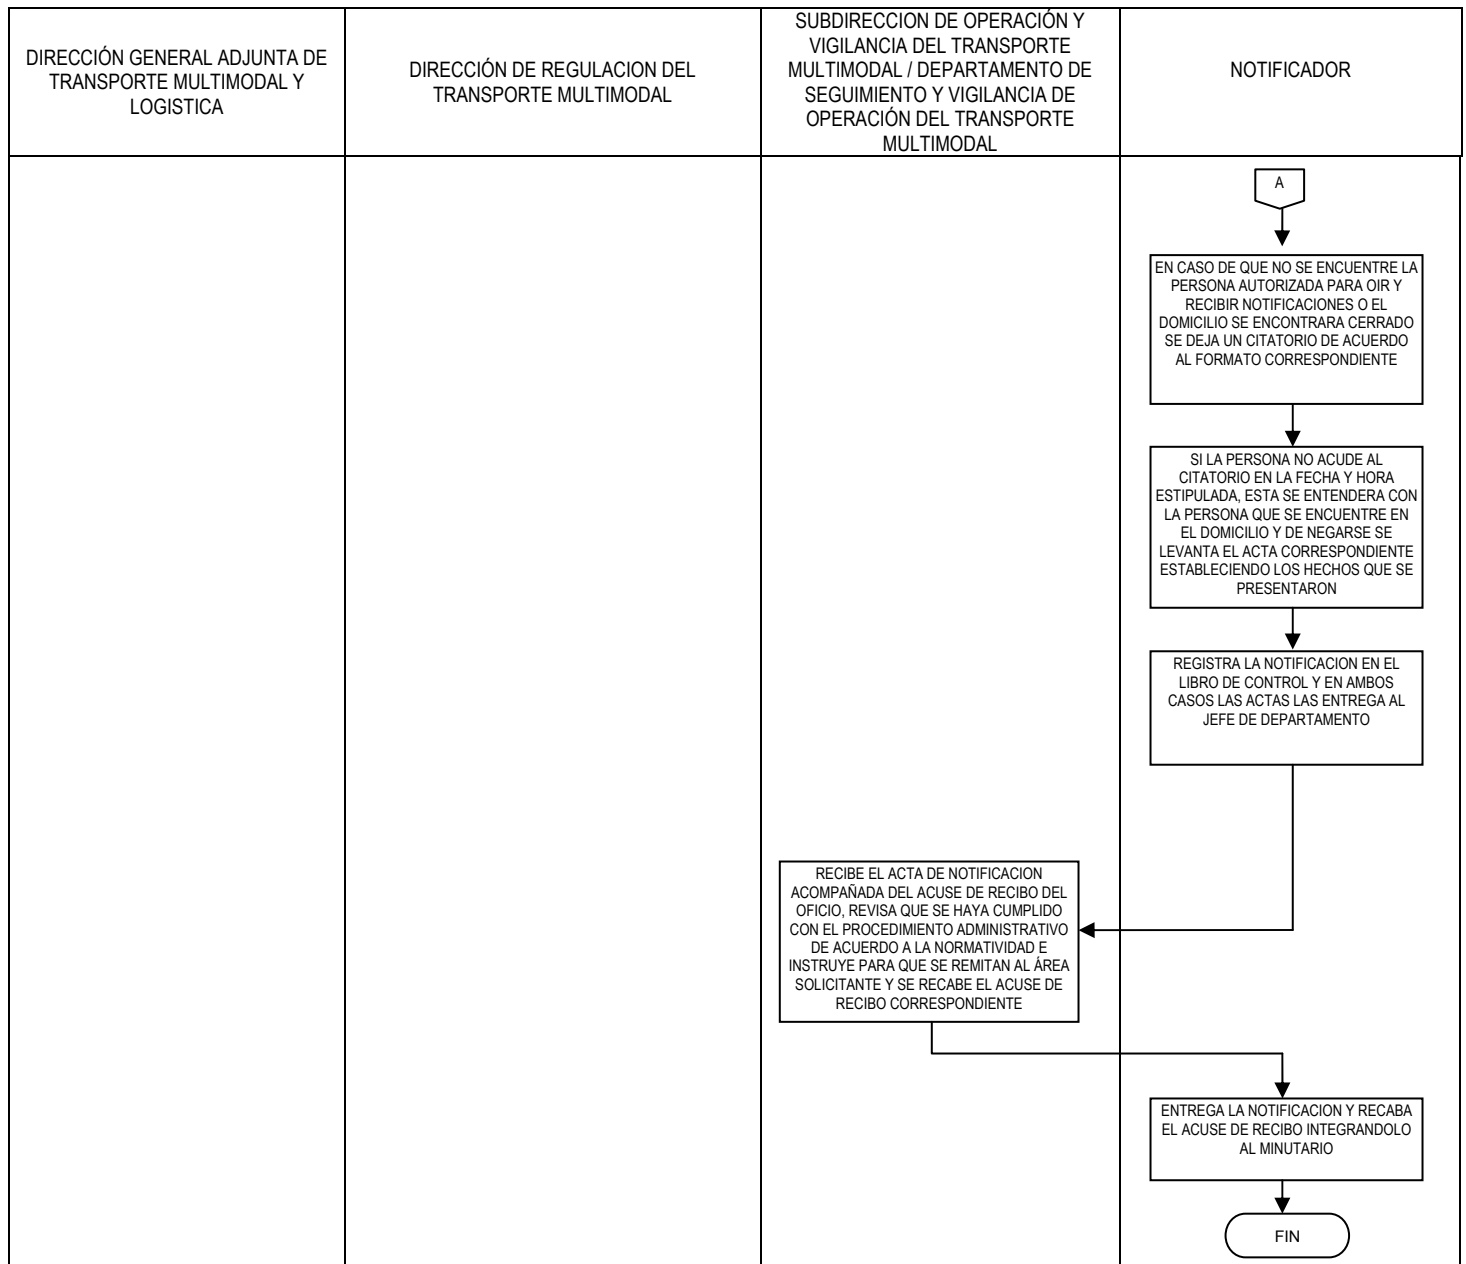 DIRECCIÓN GENERAL ADJUNTA DE
TRANSPORTE MULTIMODAL Y
LOGISTICA
DIRECCIÓN DE REGULACION DEL
TRANSPORTE MULTIMODAL
SUBDIRECCION DE OPERACIÓN Y
VIGILANCIA DEL TRANSPORTE
MULTIMODAL / DEPARTAMENTO DE
SEGUIMIENTO Y VIGILANCIA DE
OPERACIÓN DEL TRANSPORTE
MULTIMODAL
NOTIFICADOR
A
EN CASO DE QUE NO SE ENCUENTRE LA
PERSONA AUTORIZADA PARA OIR Y
RECIBIR NOTIFICACIONES O EL
DOMICILIO SE ENCONTRARA CERRADO
SE DEJA UN CITATORIO DE ACUERDO
AL FORMATO CORRESPONDIENTE
SI LA PERSONA NO ACUDE AL
CITATORIO EN LA FECHA Y HORA
ESTIPULADA, ESTA SE ENTENDERA CON
LA PERSONA QUE SE ENCUENTRE EN
EL DOMICILIO Y DE NEGARSE SE
LEVANTA EL ACTA CORRESPONDIENTE
ESTABLECIENDO LOS HECHOS QUE SE
PRESENTARON
REGISTRA LA NOTIFICACION EN EL
LIBRO DE CONTROL Y EN AMBOS
CASOS LAS ACTAS LAS ENTREGA AL
JEFE DE DEPARTAMENTO
RECIBE EL ACTA DE NOTIFICACION
ACOMPAÑADA DEL ACUSE DE RECIBO DEL
OFICIO, REVISA QUE SE HAYA CUMPLIDO
CON EL PROCEDIMIENTO ADMINISTRATIVO
DE ACUERDO A LA NORMATIVIDAD E
INSTRUYE PARA QUE SE REMITAN AL ÁREA
SOLICITANTE Y SE RECABE EL ACUSE DE
RECIBO CORRESPONDIENTE
ENTREGA LA NOTIFICACION Y RECABA
EL ACUSE DE RECIBO INTEGRANDOLO
AL MINUTARIO
FIN